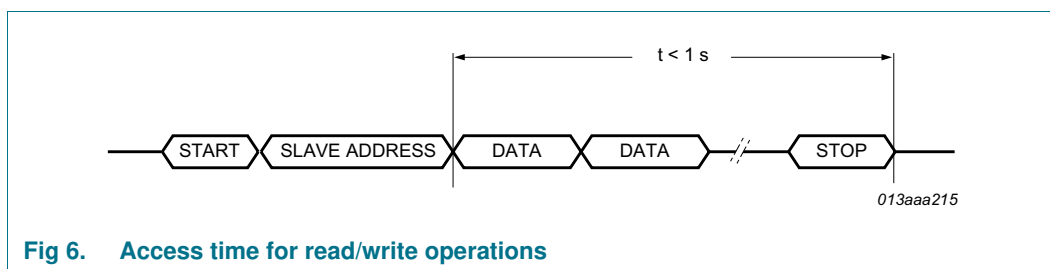 t < 1 s
START SLAVE ADDRESS DATA DATA STOP
013aaa215
Fig 6. Access time for read/write operations